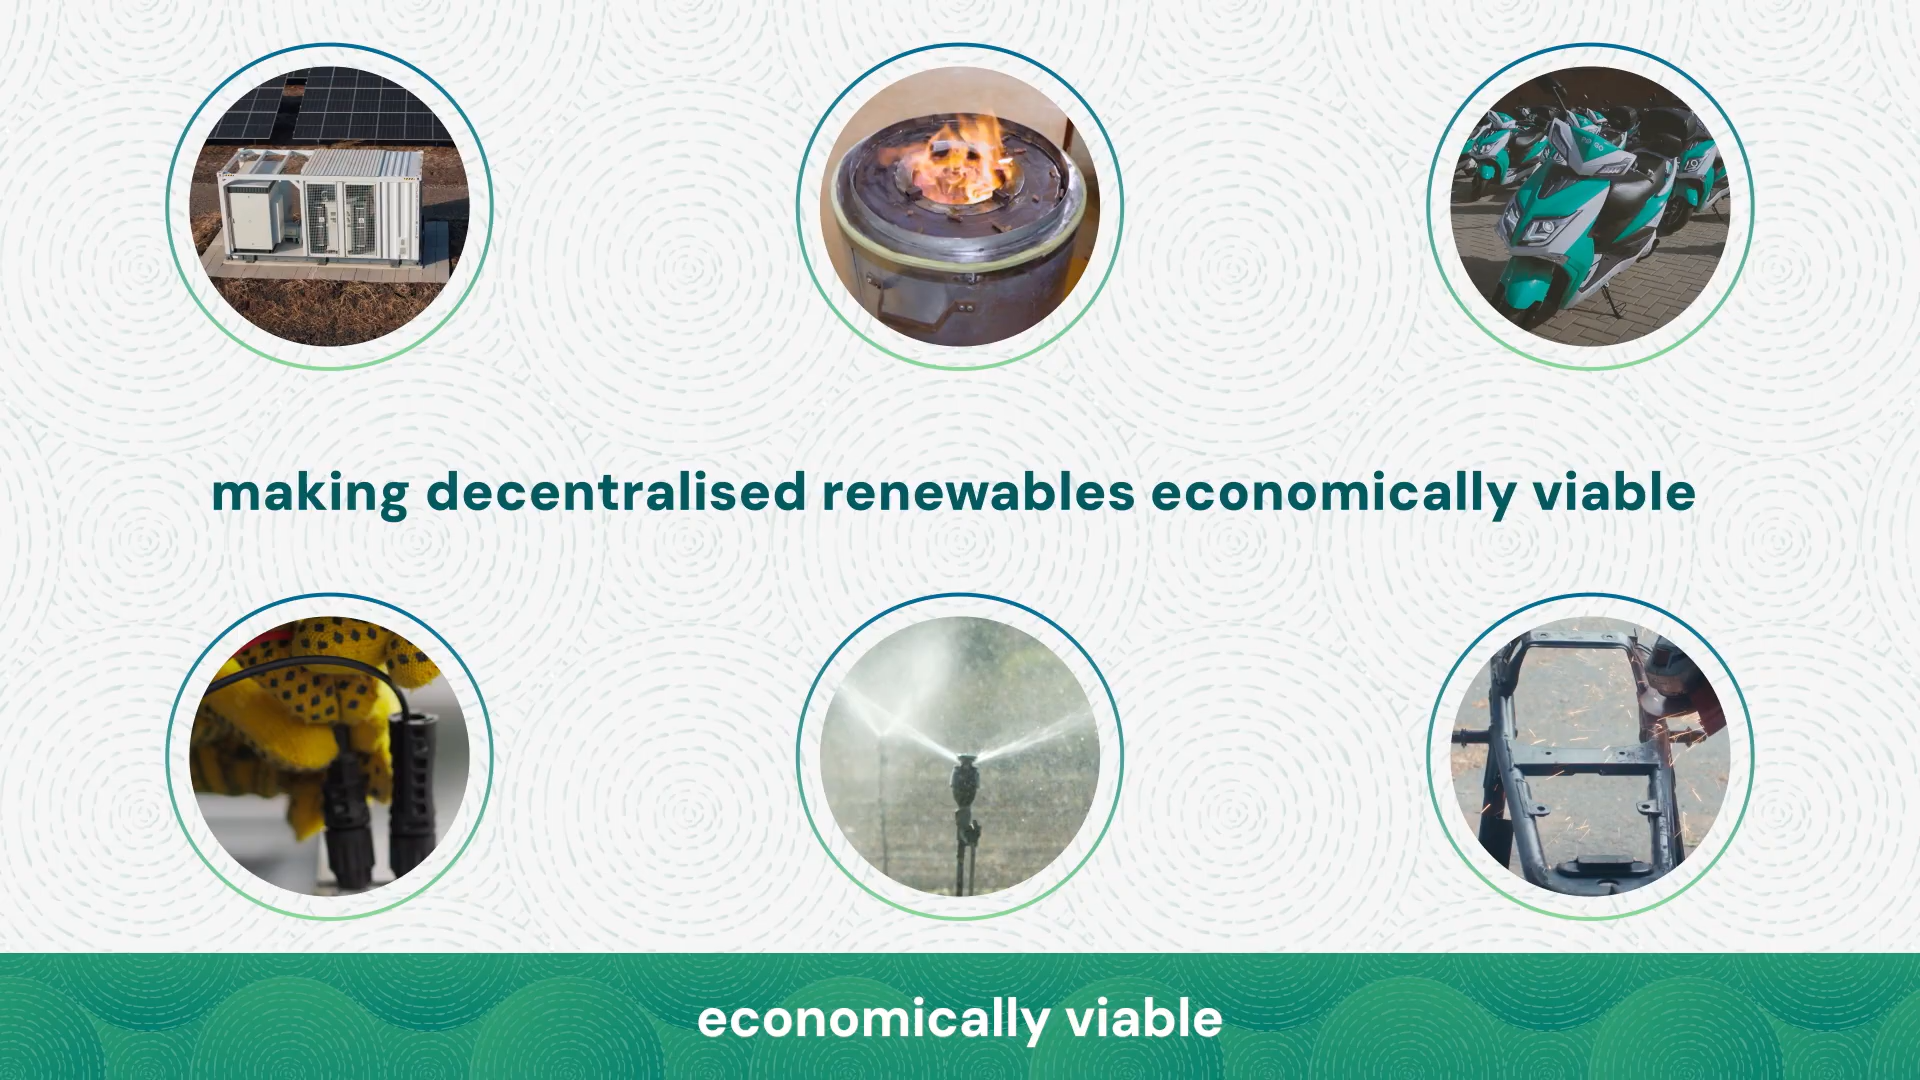 making decentralised renewables economically viable
economically viable